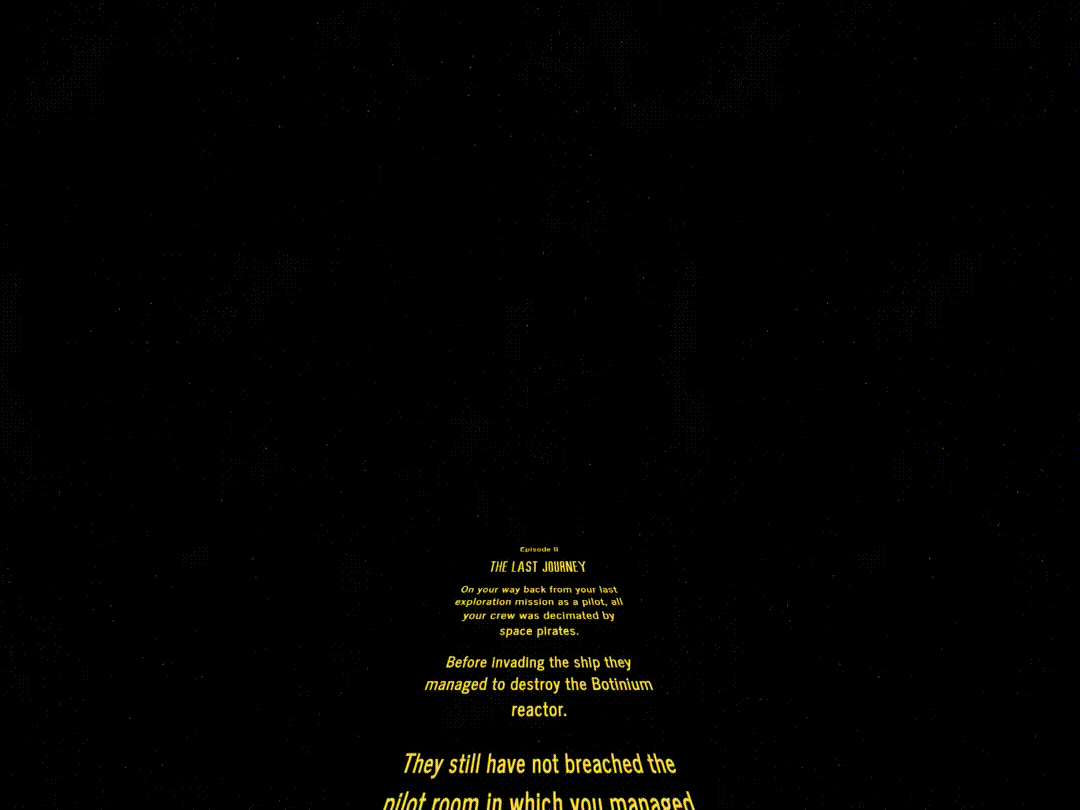 Episode II
THE LAST JOURNEY
On your way back from your last
exploration mission as a pilot, all
your crew was decimated by
space pirates.
Before invading the ship they
managed to destroy the Botinium
reactor.
They still have not breached the
pilot room in which you managed